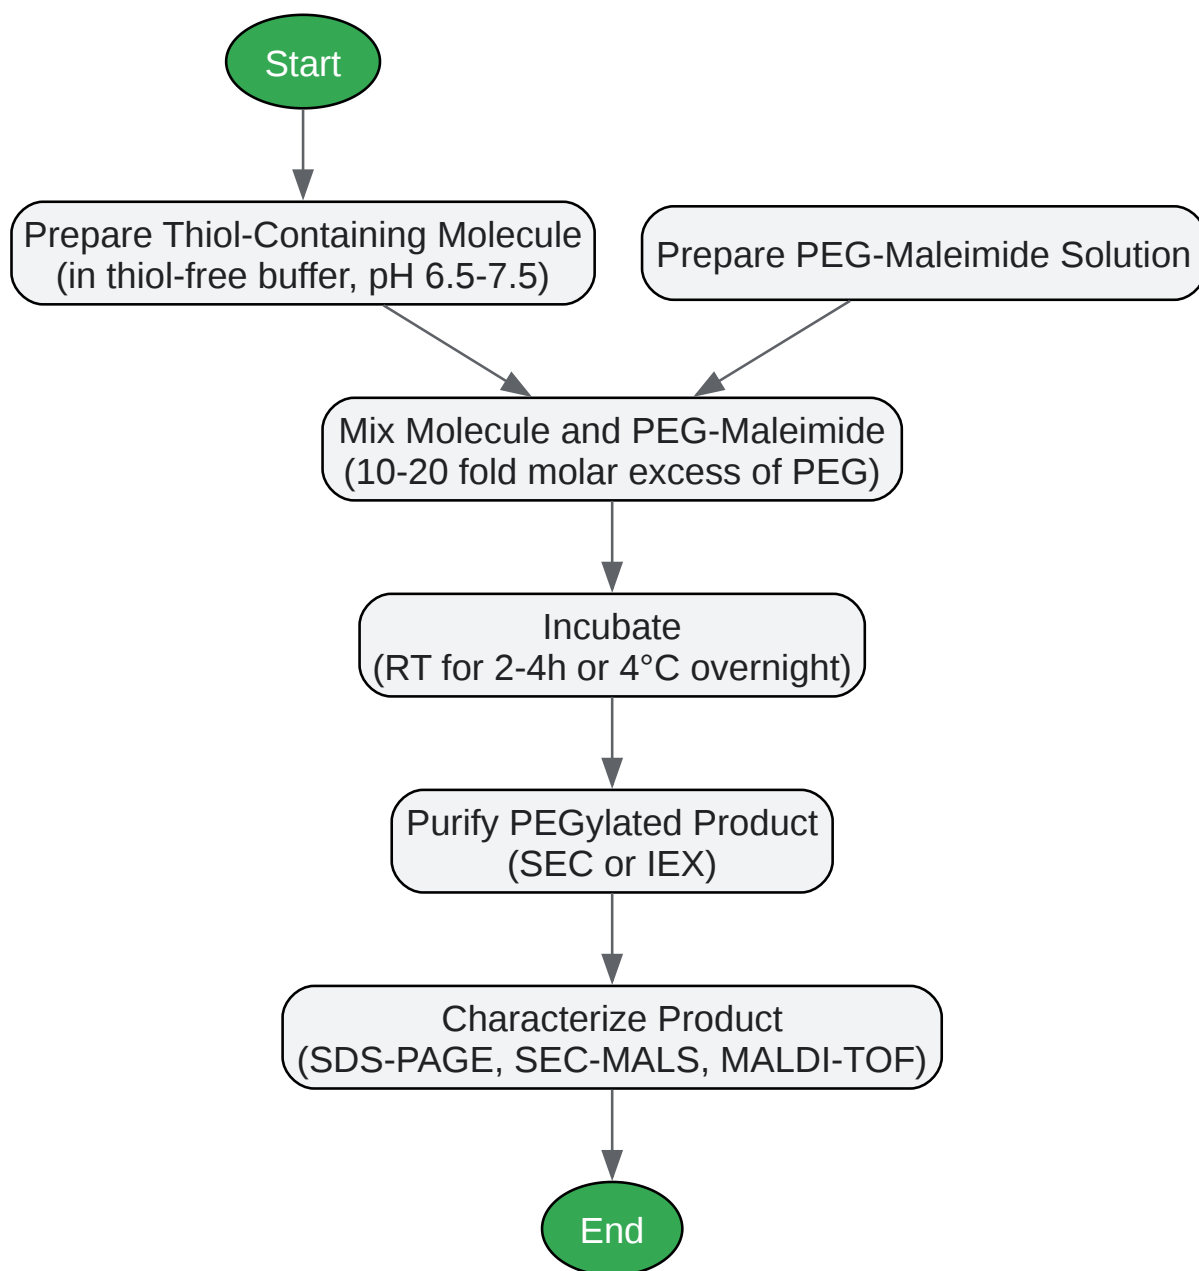 Start
Prepare Thiol-Containing Molecule
(in thiol-free buffer, pH 6.5-7.5)
Prepare PEG-Maleimide Solution
Mix Molecule and PEG-Maleimide
(10-20 fold molar excess of PEG)
Incubate
(RT for 2-4h or 4°C overnight)
Purify PEGylated Product
(SEC or IEX)
Characterize Product
(SDS-PAGE, SEC-MALS, MALDI-TOF)
End